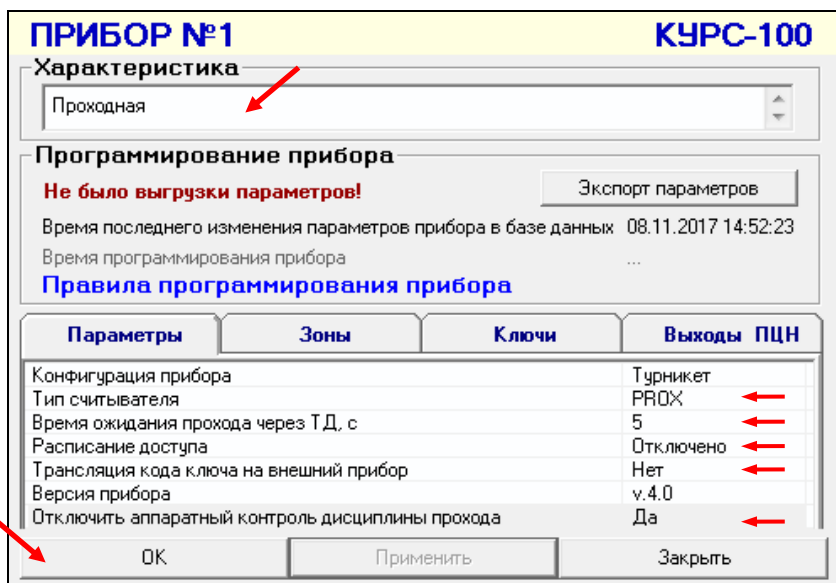 ПРИБОР №1 КУРС-100
Характеристика
Проходная
Программирование прибора
Не было выгрузки параметров! Экспорт параметров
Время последнего изменения параметров прибора в базе данных 08.11.2017 14:52:23
Время программирования прибора ...
Правила программирования прибора
Параметры Зоны Ключи Выходы ПЦН
Конфигурация прибора Турникет
Тип считывателя PROX
Время ожидания прохода через ТД, с 5
Расписание доступа Отключено
Трансляция кода ключа на внешний прибор Нет
Версия прибора v.4.0
Отключить аппаратный контроль дисциплины прохода Да
OK Применить Закрыть